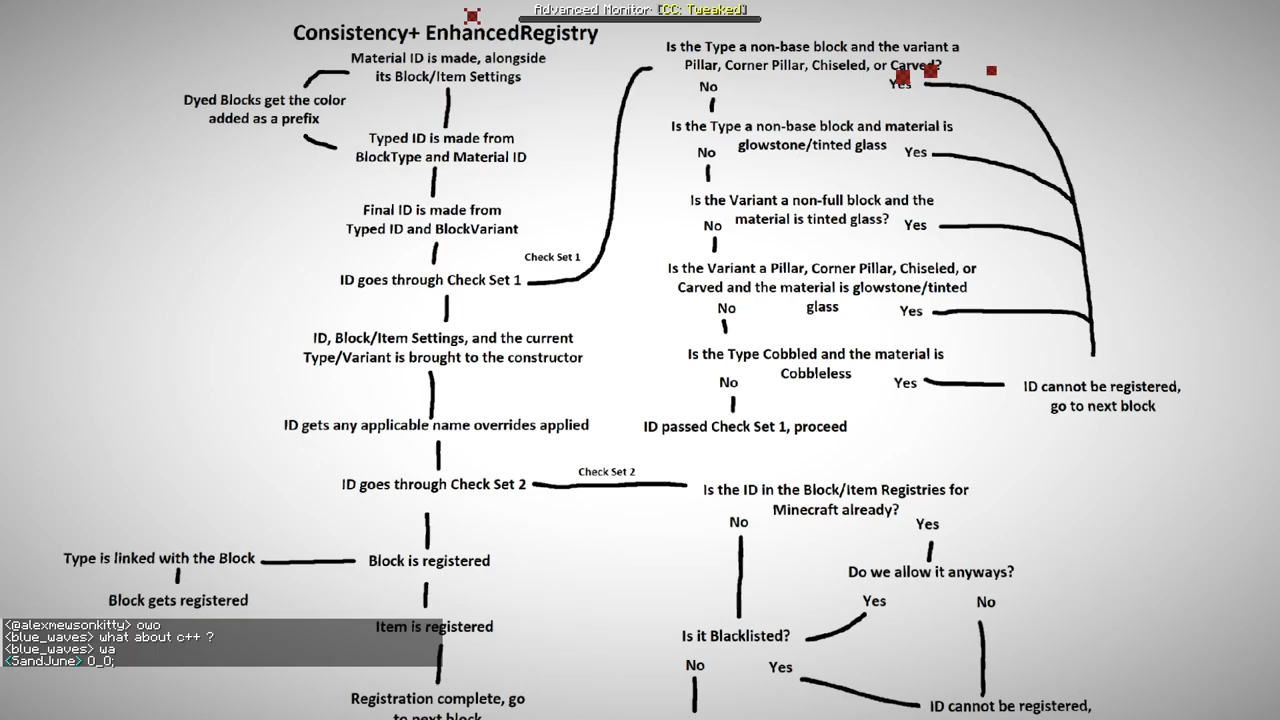 Advanced Monitor [CC: Tweaked]
Consistency+ EnhancedRegistry
Material ID is made, alongside
its Block/Item Settings
Dyed Blocks get the color
added as a prefix
Typed ID is made from
BlockType and Material ID
Final ID is made from
Typed ID and BlockVariant
Check Set 1
ID goes through Check Set 1
ID, Block/Item Settings, and the current
Type/Variant is brought to the constructor
ID gets any applicable name overrides applied
ID goes through Check Set 2
Check Set 2
Block is registered
Type is linked with the Block
Block gets registered
Item is registered
Registration complete, go
to next block
Is the Type a non-base block and the variant a
Pillar, Corner Pillar, Chiseled, or Carved?
No
Yes
Is the Type a non-base block and material is
glowstone/tinted glass
No
Yes
Is the Variant a non-full block and the
material is tinted glass?
No
Yes
Is the Variant a Pillar, Corner Pillar, Chiseled, or
Carved and the material is glowstone/tinted
glass
No
Yes
Is the Type Cobbled and the material is
Cobbleless
No
Yes
ID cannot be registered,
go to next block
ID passed Check Set 1, proceed
Is the ID in the Block/Item Registries for
Minecraft already?
No
Yes
Do we allow it anyways?
Yes
No
Is it Blacklisted?
No
Yes
ID cannot be registered,
<@alexmewsonkitty> owo
<blue_waves> what about c++ ?
<blue_waves> wa
<SandJune> O_O;